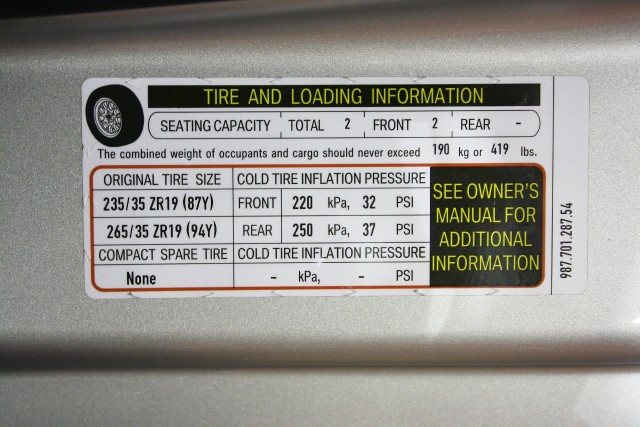 TIRE AND LOADING INFORMATION
SEATING CAPACITY TOTAL 2 FRONT 2 REAR -
The combined weight of occupants and cargo should never exceed 190 kg or 419 lbs.
ORIGINAL TIRE SIZE COLD TIRE INFLATION PRESSURE
235/35 ZR19 (87Y) FRONT 220 kPa, 32 PSI
265/35 ZR19 (94Y) REAR 250 kPa, 37 PSI
COMPACT SPARE TIRE COLD TIRE INFLATION PRESSURE
None - kPa, - PSI
SEE OWNER'S
MANUAL FOR
ADDITIONAL
INFORMATION
987.701.287.54